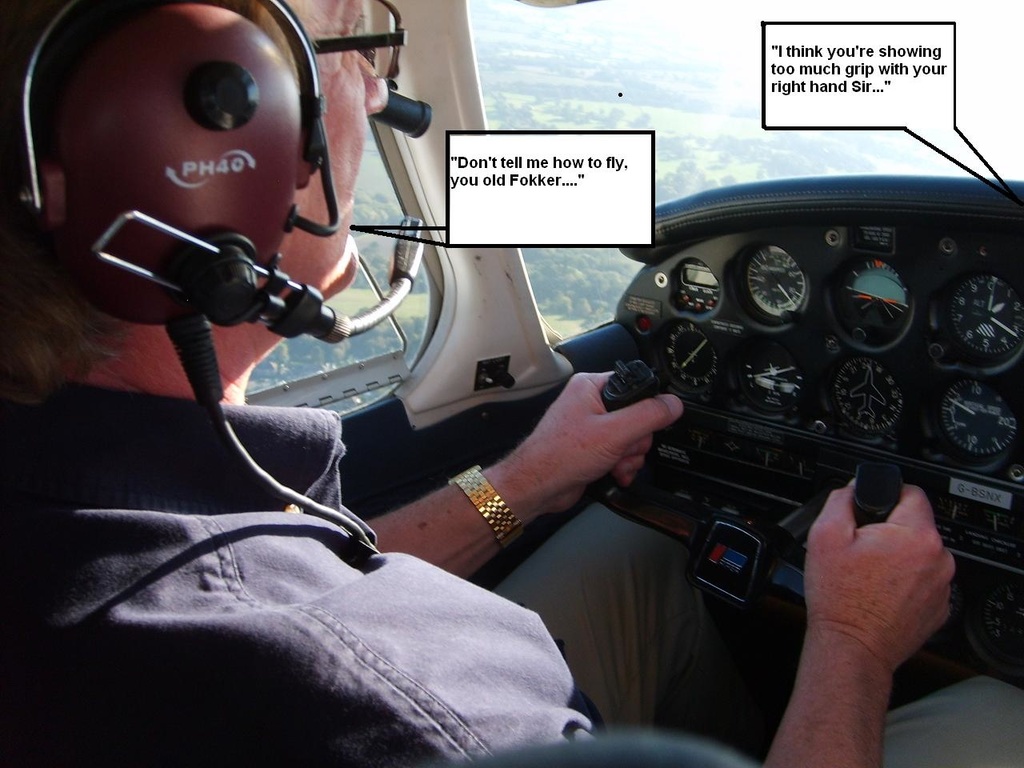 "I think you're showing
too much grip with your
right hand Sir..."
"Don't tell me how to fly,
you old Fokker...."
PH40
G-BSNX